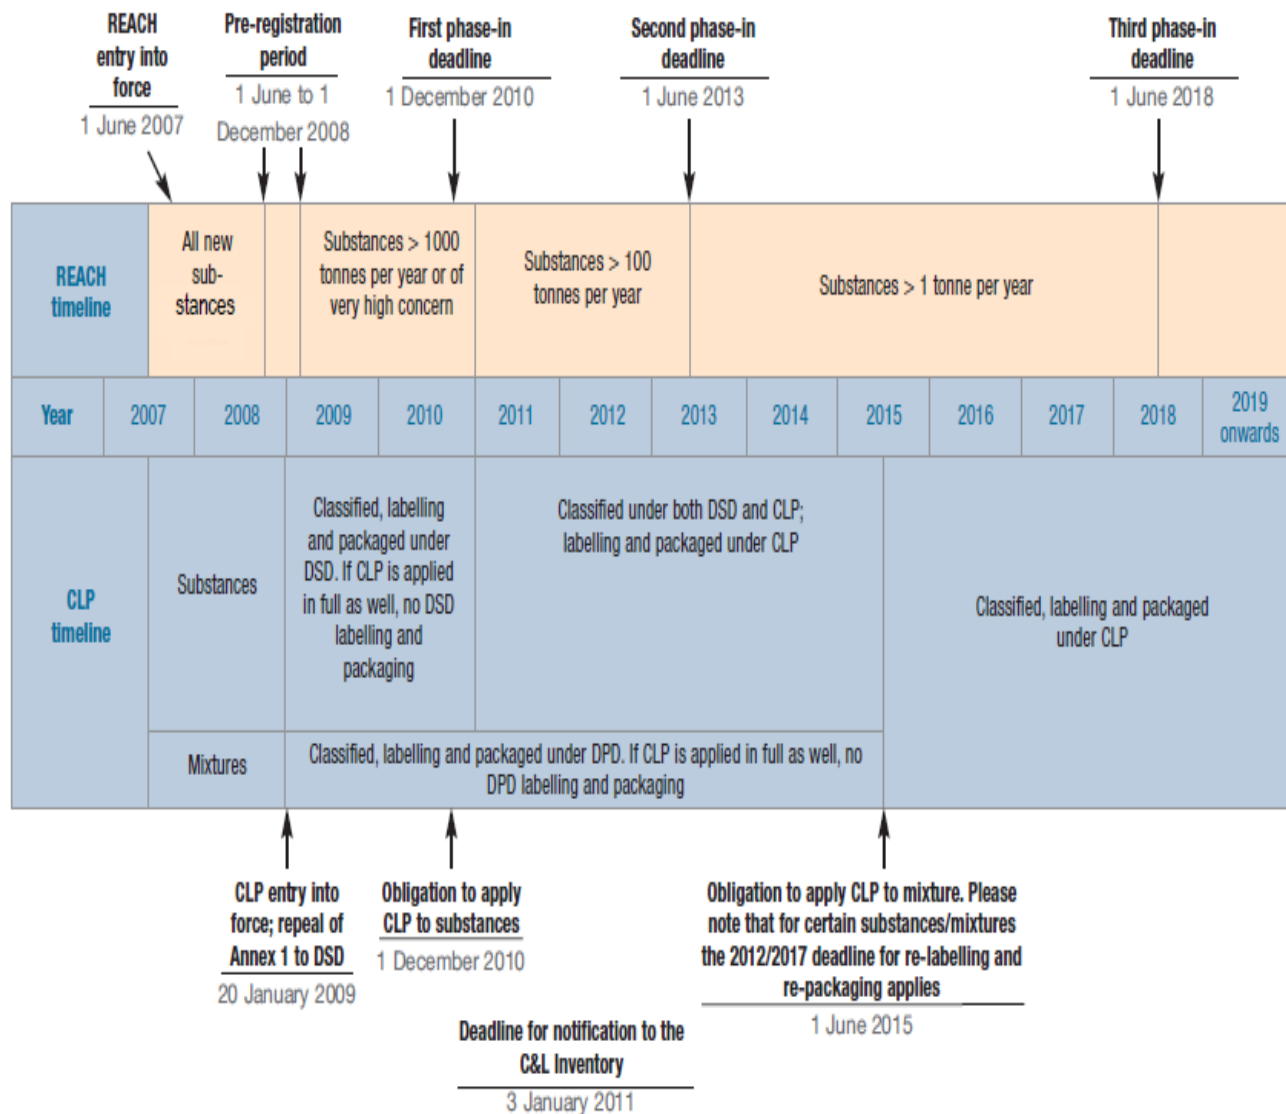 REACH
entry into
force
1 June 2007
Pre-registration
period
1 June to 1
December 2008
First phase-in
deadline
1 December 2010
Second phase-in
deadline
1 June 2013
Third phase-in
deadline
1 June 2018
REACH
timeline
All new
sub-
stances
Substances > 1000
tonnes per year or of
very high concern
Substances > 100
tonnes per year
Substances > 1 tonne per year
Year
2007
2008
2009
2010
2011
2012
2013
2014
2015
2016
2017
2018
2019
onwards
CLP
timeline
Substances
Classified, labelling
and packaged under
DSD. If CLP is applied
in full as well, no DSD
labelling and
packaging
Classified under both DSD and CLP;
labelling and packaged under CLP
Classified, labelling and packaged
under CLP
Mixtures
Classified, labelling and packaged under DPD. If CLP is applied in full as well, no
DPD labelling and packaging
CLP entry into
force; repeal of
Annex 1 to DSD
20 January 2009
Obligation to apply
CLP to substances
1 December 2010
Obligation to apply CLP to mixture. Please
note that for certain substances/mixtures
the 2012/2017 deadline for re-labelling and
re-packaging applies
1 June 2015
Deadline for notification to the
C&L Inventory
3 January 2011